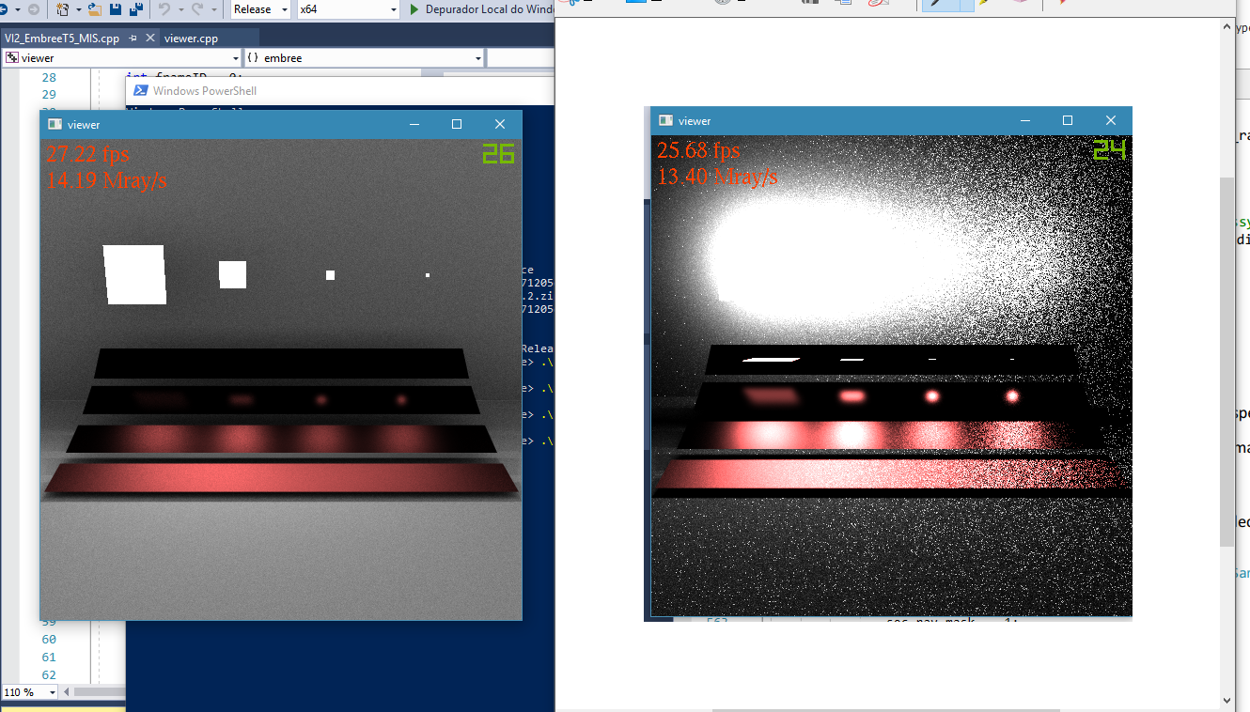 Release
x64
Depurador Local do Windo
VI2_EmbreeT5_MIS.cpp
viewer.cpp
viewer
{ } embree
28
29
Windows PowerShell
viewer
27.22 fps
14.19 Mray/s
26
viewer
25.68 fps
13.40 Mray/s
24
ce
71205
.2.zi
71205
Relea
e> .\
e> .\
e> .\
e> .\
59
60
61
62
110 %